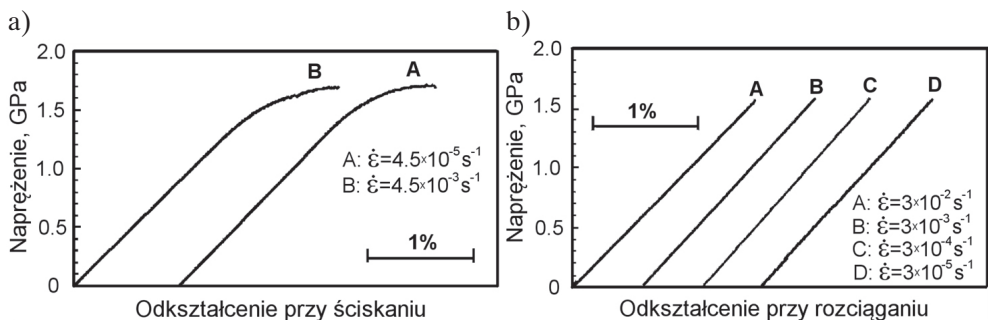 a)
2.0
1.5
1.0
0.5
0
Naprężenie, GPa
B
A
A: ε̇=4.5×10⁻⁵s⁻¹
B: ε̇=4.5×10⁻³s⁻¹
1%
Odkształcenie przy ściskaniu
b)
2.0
1.5
1.0
0.5
0
Naprężenie, GPa
1%
A
B
C
D
A: ε̇=3×10⁻²s⁻¹
B: ε̇=3×10⁻³s⁻¹
C: ε̇=3×10⁻⁴s⁻¹
D: ε̇=3×10⁻⁵s⁻¹
Odkształcenie przy rozciąganiu